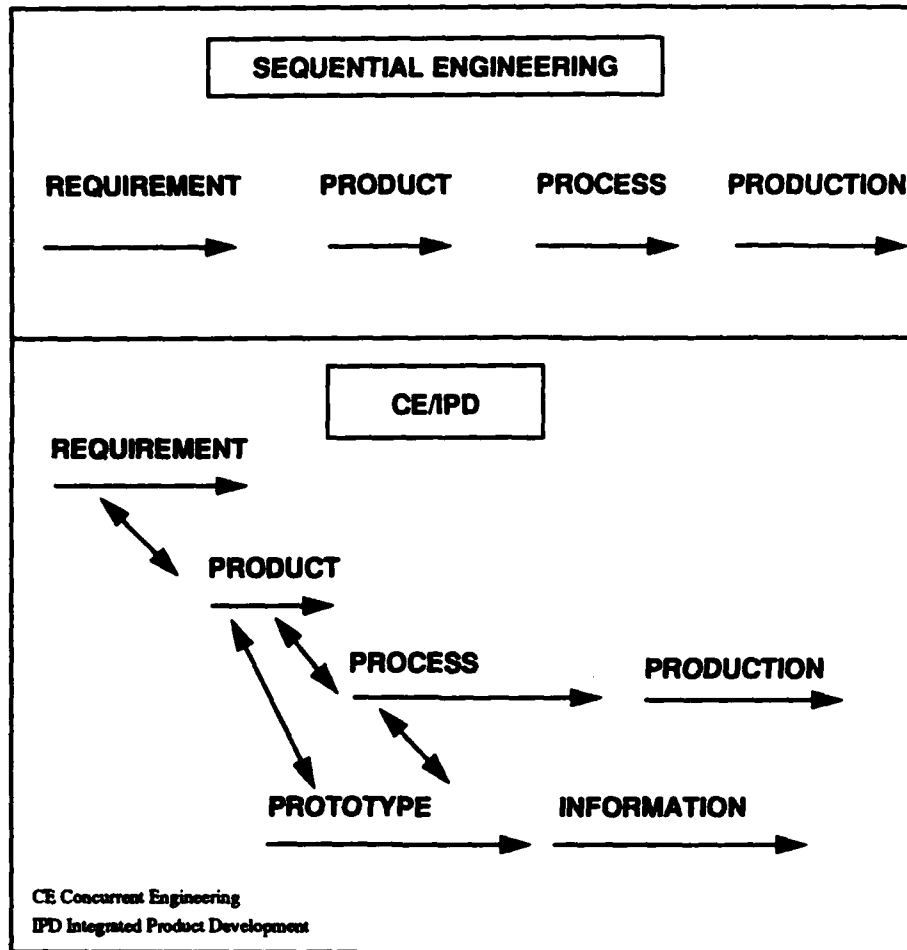 SEQUENTIAL ENGINEERING
REQUIREMENT PRODUCT PROCESS PRODUCTION
CE/IPD
REQUIREMENT
PRODUCT
PROCESS PRODUCTION
PROTOTYPE INFORMATION
CE Concurrent Engineering
IPD Integrated Product Development